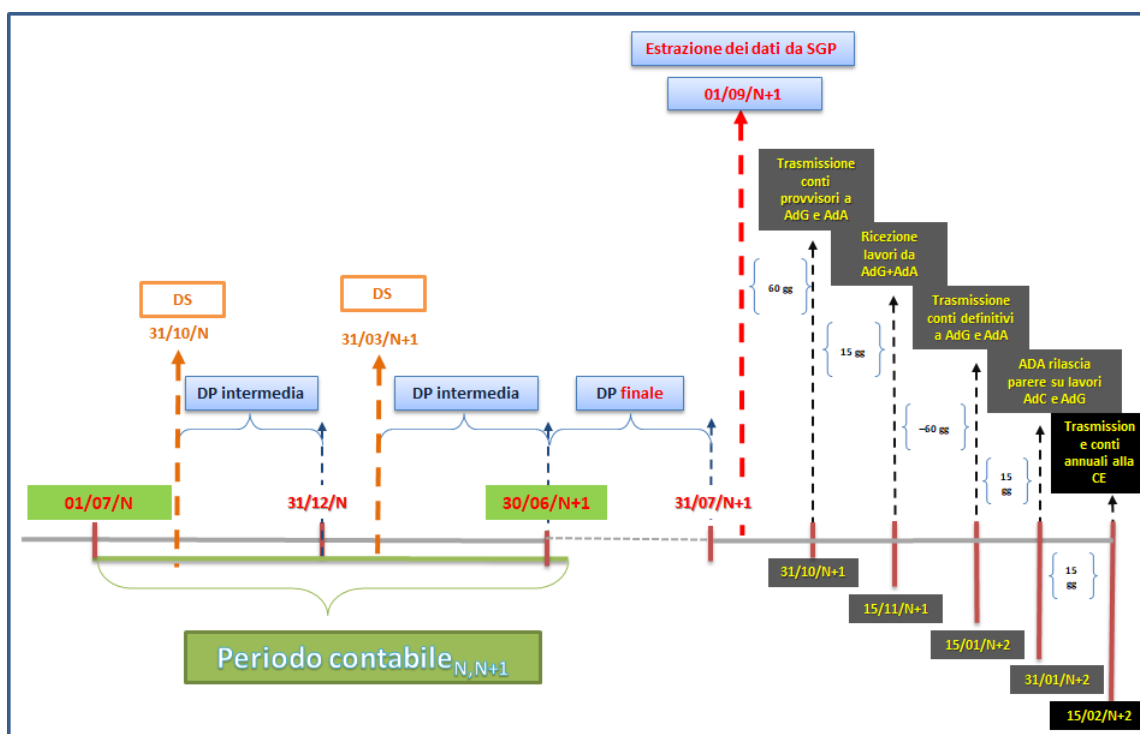 Estrazione dei dati da SGP
01/09/N+1
Trasmissione
conti
provvisori a
AdG e AdA
Ricezione
lavori da
AdG+AdA
60 gg
DS
DS
Trasmissione
conti definitivi
a AdG e AdA
31/10/N
31/03/N+1
15 gg
ADA rilascia
parere su lavori
AdC e AdG
DP intermedia
DP intermedia
DP finale
–60 gg
Trasmission
e conti
annuali alla
CE
15
gg
01/07/N
31/12/N
30/06/N+1
31/07/N+1
31/10/N+1
15
gg
15/11/N+1
15/01/N+2
Periodo contabile N,N+1
31/01/N+2
15/02/N+2